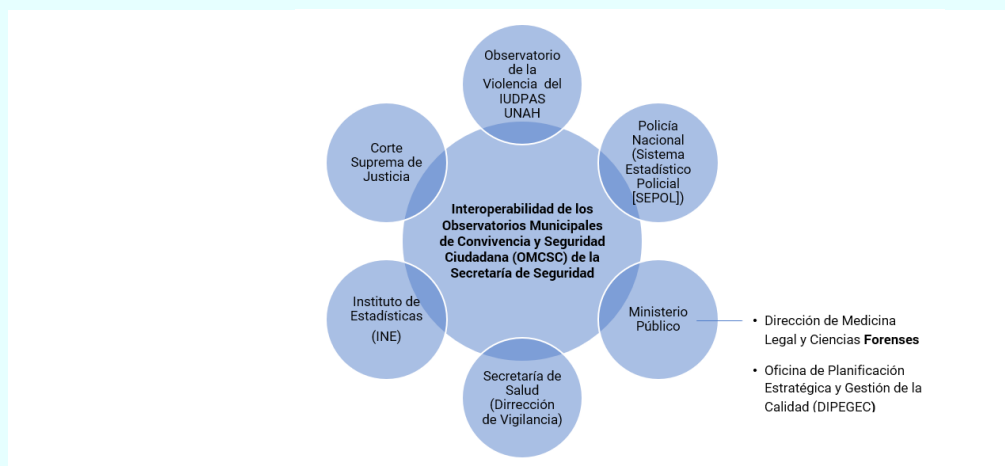 Observatorio
de la
Violencia del
IUDPAS
UNAH
Policía
Nacional
(Sistema
Estadístico
Policial
[SEPOL])
Corte
Suprema de
Justicia
Interoperabilidad de los
Observatorios Municipales
de Convivencia y Seguridad
Ciudadana (OMCSC) de la
Secretaría de Seguridad
Instituto de
Estadísticas
(INE)
Ministerio
Público
• Dirección de Medicina
Legal y Ciencias Forenses
• Oficina de Planificación
Estratégica y Gestión de la
Calidad (DIPEGEC)
Secretaría de
Salud
(Dirrección
de Vigilancia)